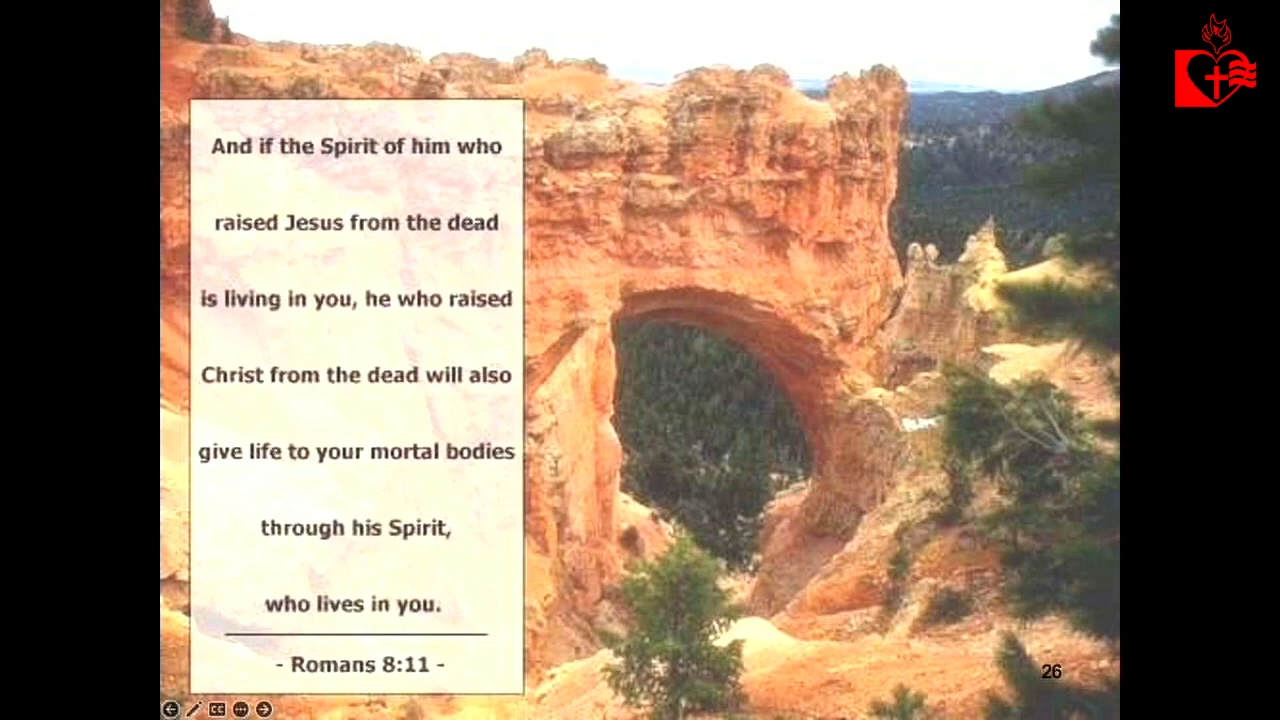 And if the Spirit of him who
raised Jesus from the dead
is living in you, he who raised
Christ from the dead will also
give life to your mortal bodies
through his Spirit,
who lives in you.
- Romans 8:11 -
26
CC